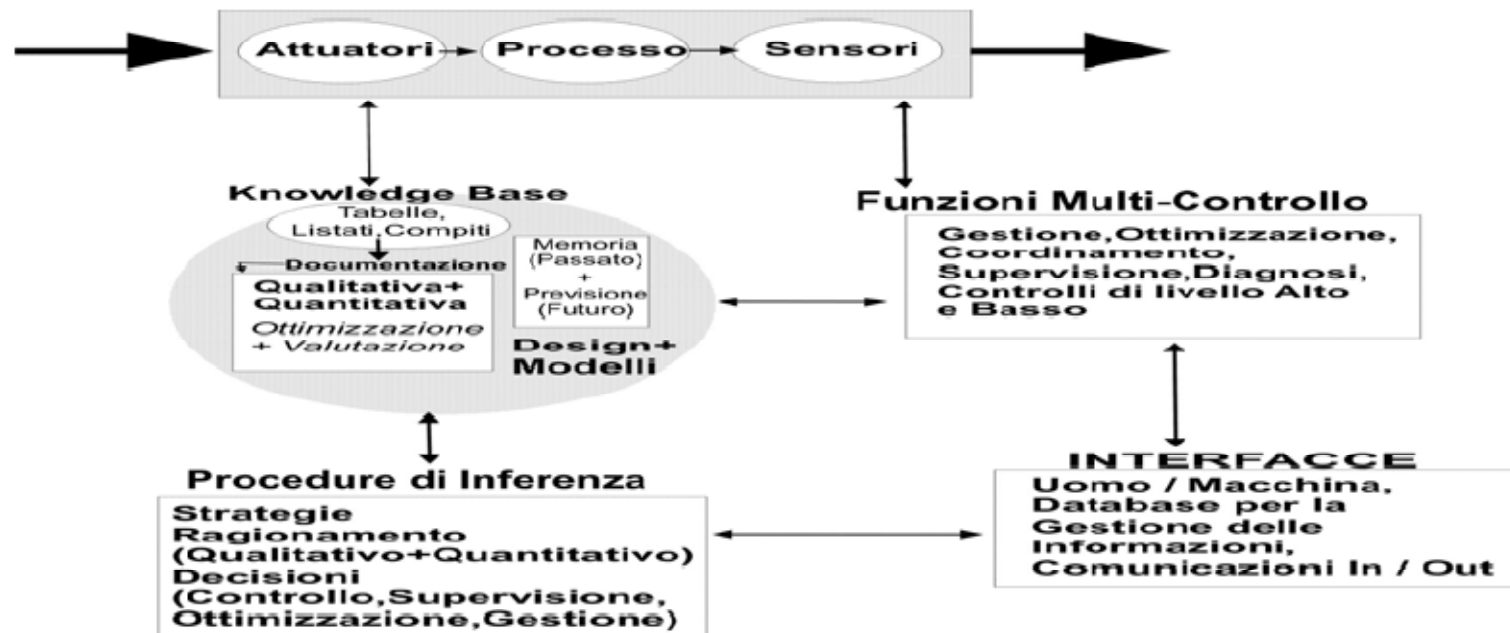 Attuatori
Processo
Sensori
Knowledge Base
Tabelle,
Listati,Compiti
Documentazione
Qualitativa+
Quantitativa
Ottimizzazione
+ Valutazione
Memoria
(Passato)
+
Previsione
(Futuro)
Design+
Modelli
Funzioni Multi-Controllo
Gestione,Ottimizzazione,
Coordinamento,
Supervisione,Diagnosi,
Controlli di livello Alto
e Basso
Procedure di Inferenza
Strategie
Ragionamento
(Qualitativo+Quantitativo)
Decisioni
(Controllo,Supervisione,
Ottimizzazione,Gestione)
INTERFACCE
Uomo / Macchina,
Database per la
Gestione delle
Informazioni,
Comunicazioni In / Out